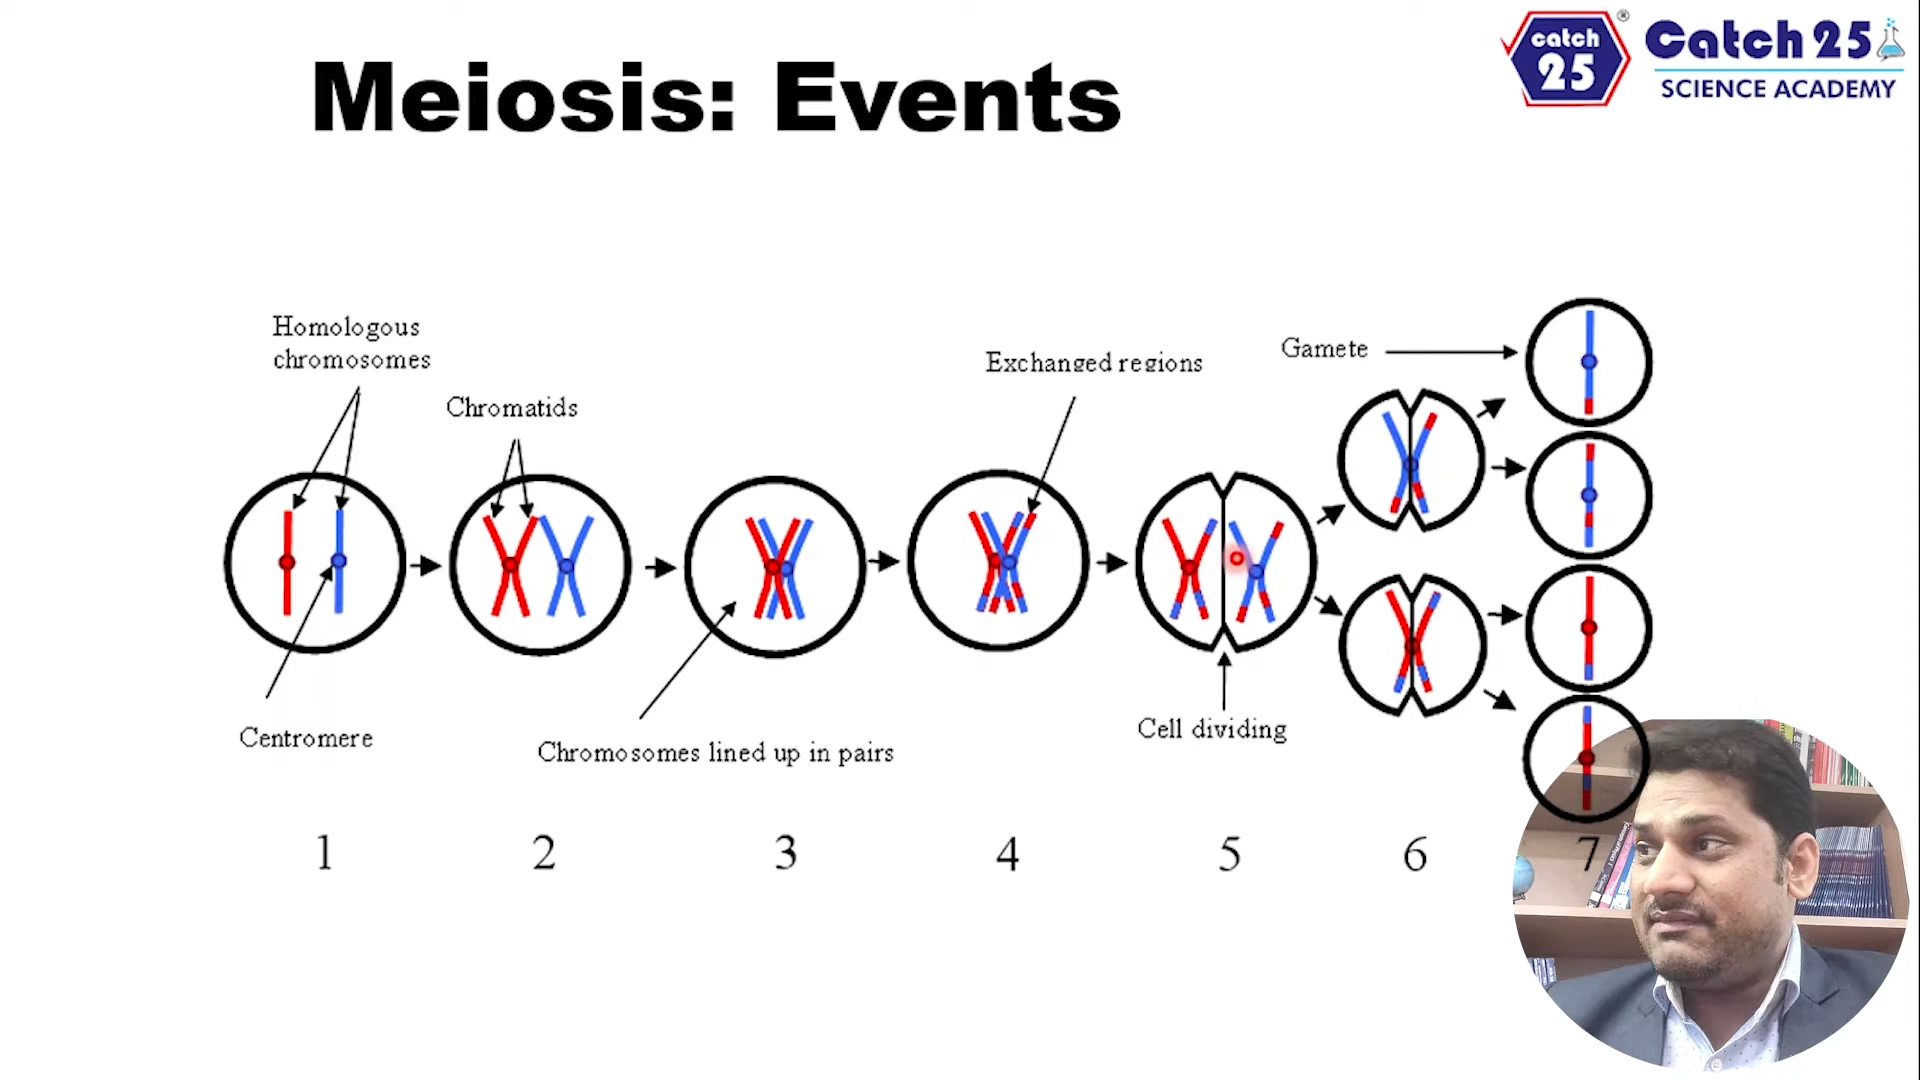 catch
25
®
Catch 25
SCIENCE ACADEMY
Meiosis: Events
Homologous
chromosomes
Chromatids
Exchanged regions
Gamete
Centromere
Chromosomes lined up in pairs
Cell dividing
1
2
3
4
5
6
7